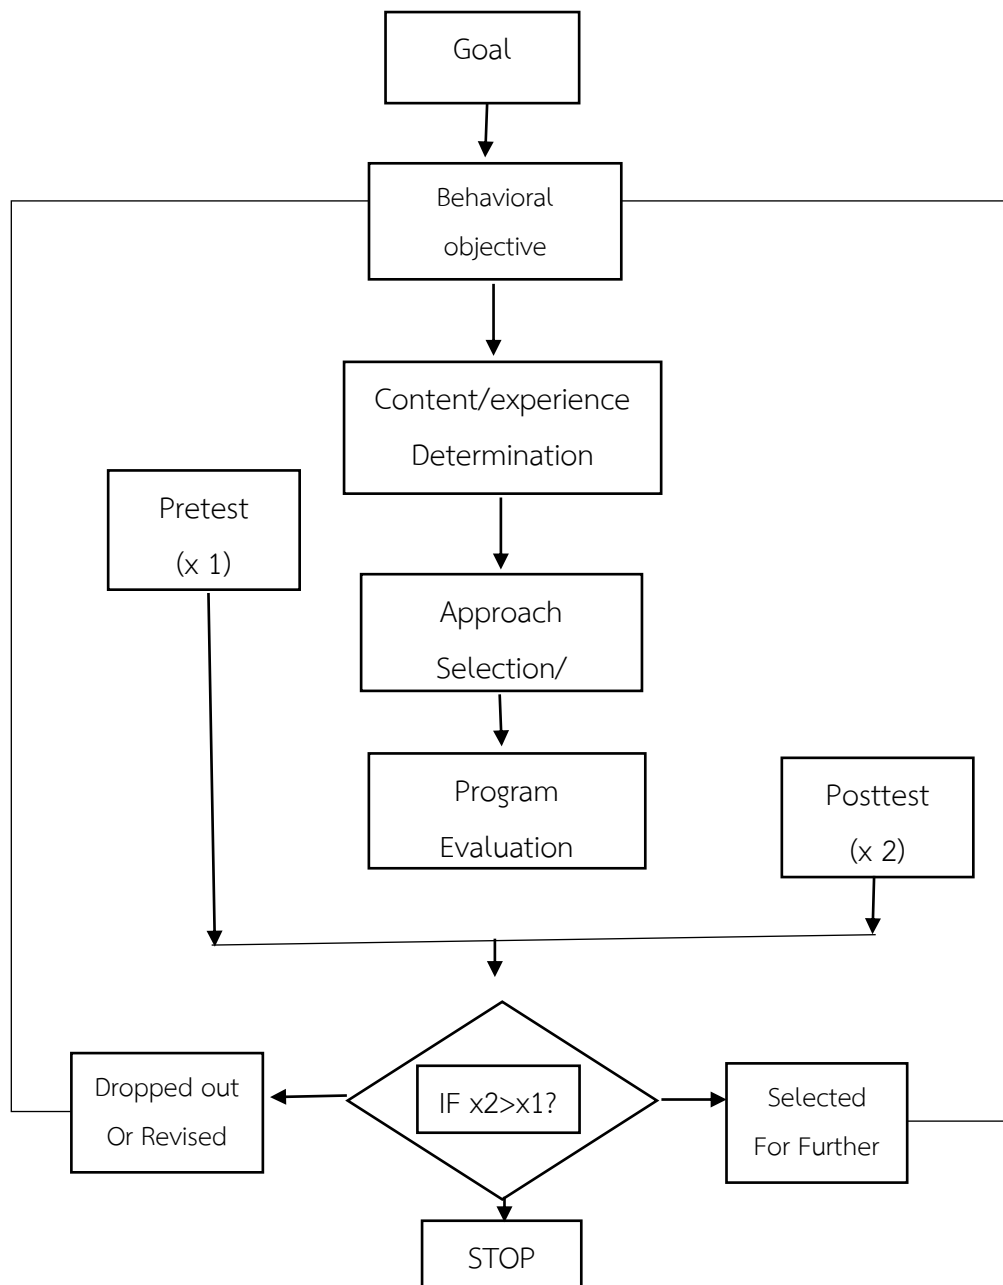 Goal
Behavioral
objective
Content/experience
Determination
Pretest
(x 1)
Approach
Selection/
Program
Evaluation
Posttest
(x 2)
Dropped out
Or Revised
IF x2>x1?
Selected
For Further
STOP